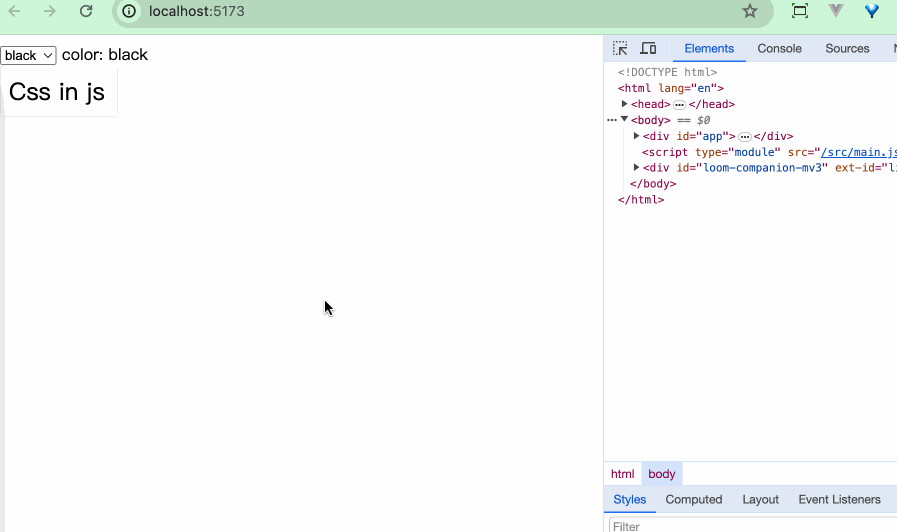 localhost:5173
black color: black
Css in js
Elements Console Sources
<!DOCTYPE html>
<html lang="en">
<head> … </head>
<body> == $0
<div id="app"> … </div>
<script type="module" src="/src/main.js
<div id="loom-companion-mv3" ext-id="li
</body>
</html>
html body
Styles Computed Layout Event Listeners
Filter